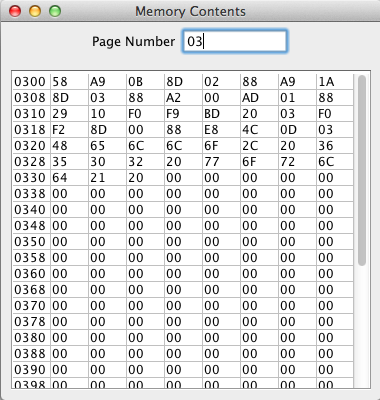 Memory Contents
Page Number 03
0300 58 A9 0B 8D 02 88 A9 1A
0308 8D 03 88 A2 00 AD 01 88
0310 29 10 F0 F9 BD 20 03 F0
0318 F2 8D 00 88 E8 4C 0D 03
0320 48 65 6C 6C 6F 2C 20 36
0328 35 30 32 20 77 6F 72 6C
0330 64 21 20 00 00 00 00 00
0338 00 00 00 00 00 00 00 00
0340 00 00 00 00 00 00 00 00
0348 00 00 00 00 00 00 00 00
0350 00 00 00 00 00 00 00 00
0358 00 00 00 00 00 00 00 00
0360 00 00 00 00 00 00 00 00
0368 00 00 00 00 00 00 00 00
0370 00 00 00 00 00 00 00 00
0378 00 00 00 00 00 00 00 00
0380 00 00 00 00 00 00 00 00
0388 00 00 00 00 00 00 00 00
0390 00 00 00 00 00 00 00 00
0398 00 00 00 00 00 00 00 00